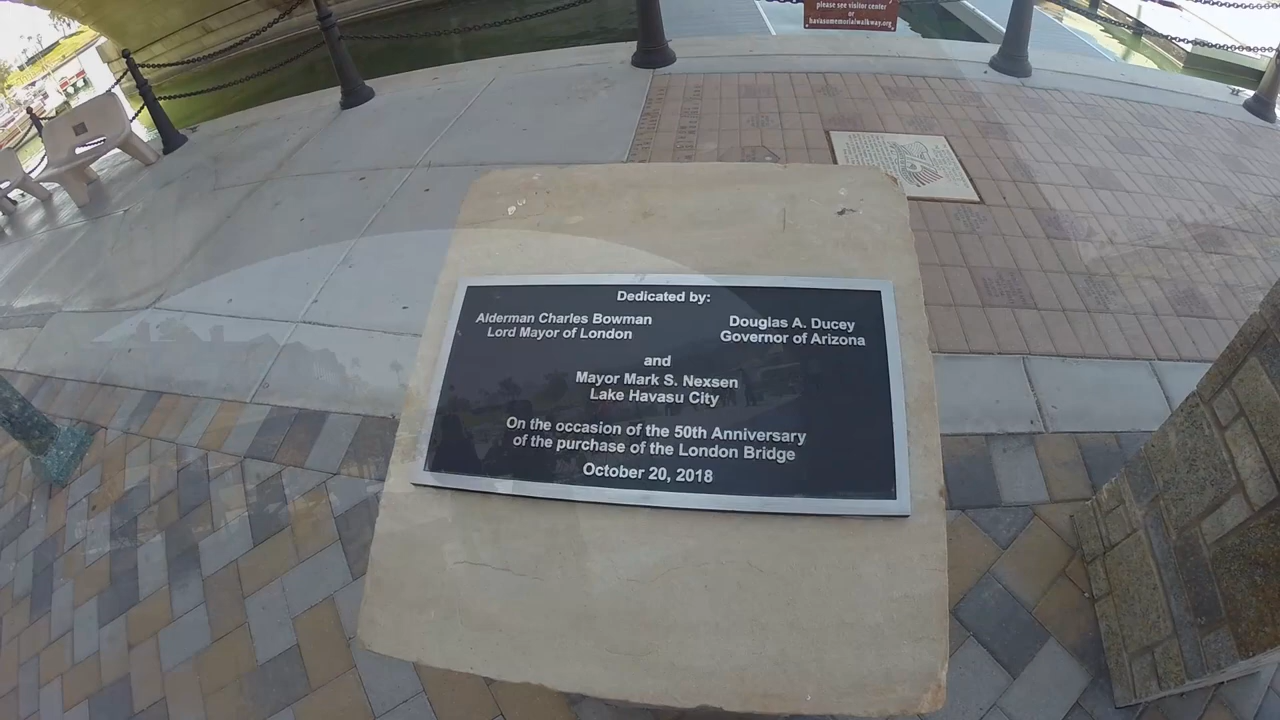 please see visitor center
or
havasumemorialwalkway.org
Dedicated by:
Alderman Charles Bowman
Lord Mayor of London
Douglas A. Ducey
Governor of Arizona
and
Mayor Mark S. Nexsen
Lake Havasu City
On the occasion of the 50th Anniversary
of the purchase of the London Bridge
October 20, 2018